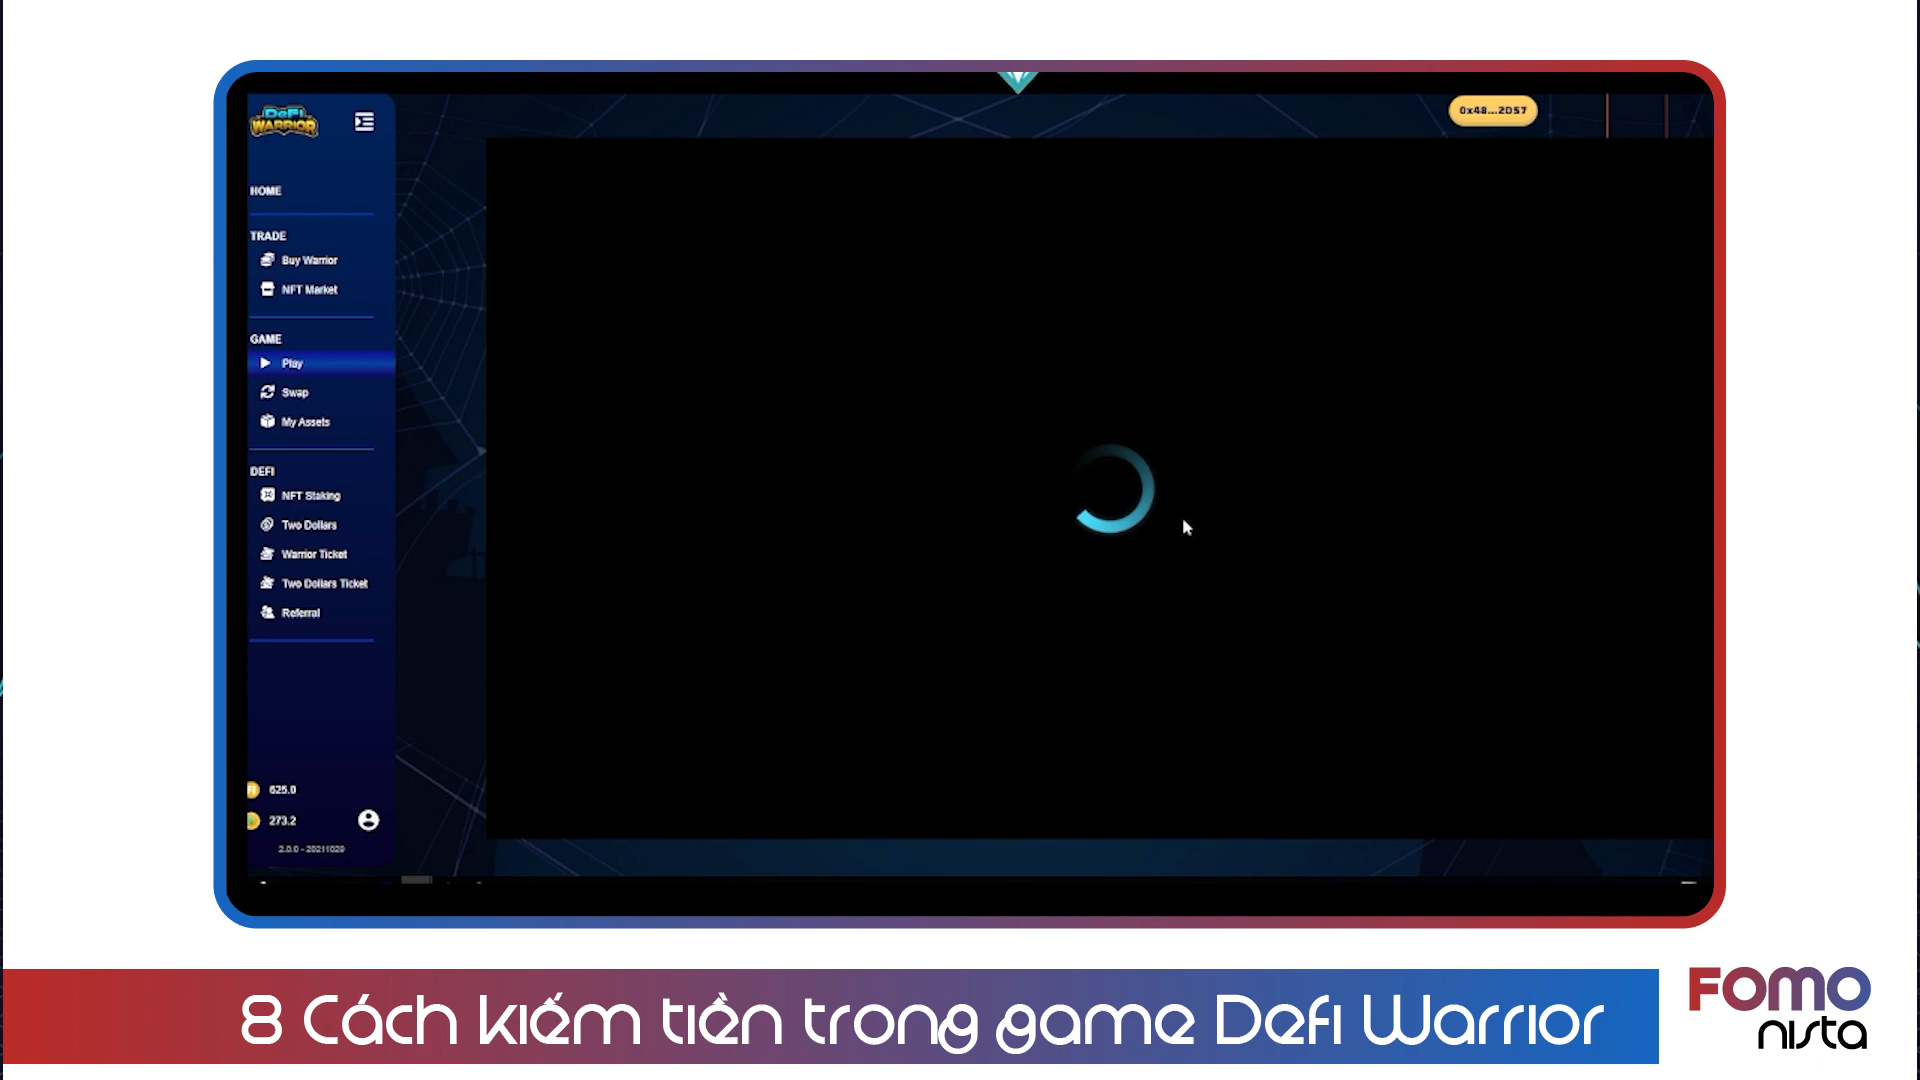 DeFi
WARRIOR
0x48...2D57
HOME
TRADE
Buy Warrior
NFT Market
GAME
Play
Swap
My Assets
DEFI
NFT Staking
Two Dollars
Warrior Ticket
Two Dollars Ticket
Referral
625.0
273.2
2.0.0 - 20211029
8 Cách kiếm tiền trong game Defi Warrior
Fomo
nista